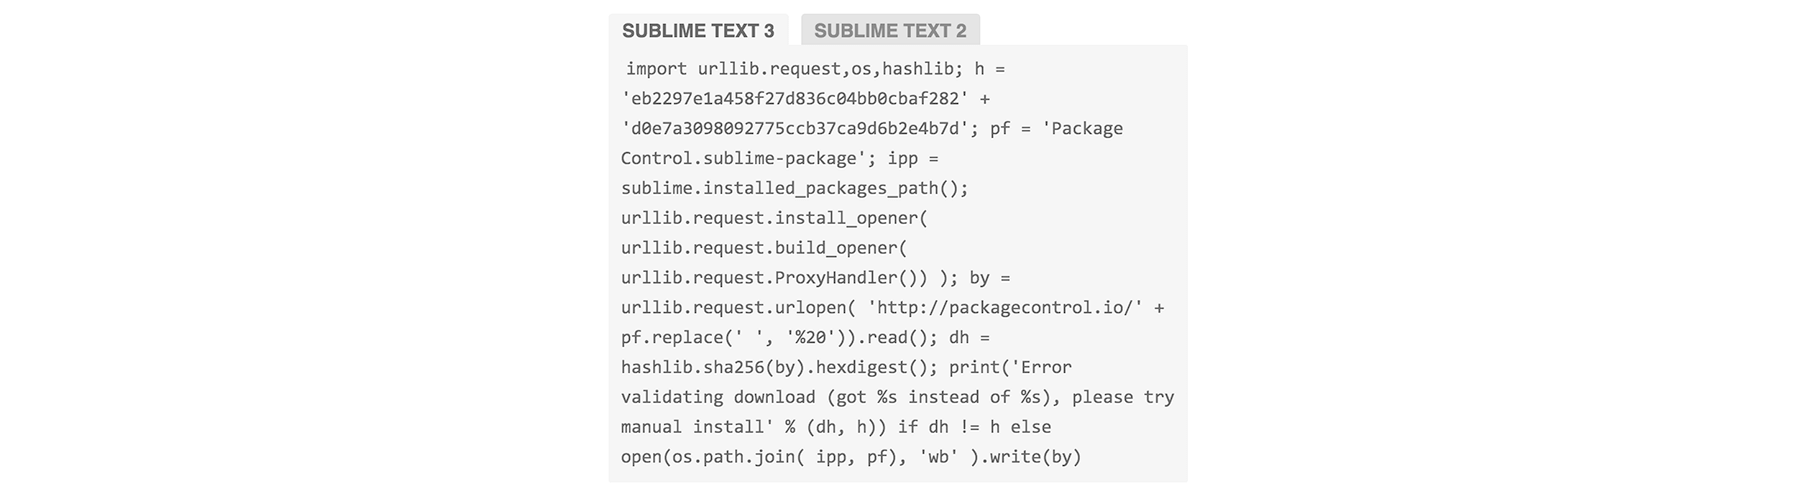 SUBLIME TEXT 3 SUBLIME TEXT 2
import urllib.request,os,hashlib; h =
'eb2297e1a458f27d836c04bb0cbaf282' +
'd0e7a3098092775ccb37ca9d6b2e4b7d'; pf = 'Package
Control.sublime-package'; ipp =
sublime.installed_packages_path();
urllib.request.install_opener(
urllib.request.build_opener(
urllib.request.ProxyHandler()) ); by =
urllib.request.urlopen( 'http://packagecontrol.io/' +
pf.replace(' ', '%20')).read(); dh =
hashlib.sha256(by).hexdigest(); print('Error
validating download (got %s instead of %s), please try
manual install' % (dh, h)) if dh != h else
open(os.path.join( ipp, pf), 'wb' ).write(by)